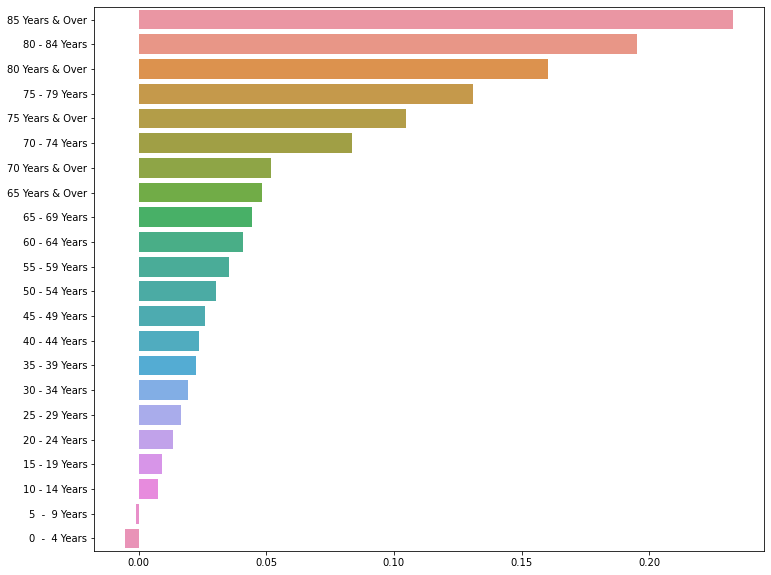 85 Years & Over
80 - 84 Years
80 Years & Over
75 - 79 Years
75 Years & Over
70 - 74 Years
70 Years & Over
65 Years & Over
65 - 69 Years
60 - 64 Years
55 - 59 Years
50 - 54 Years
45 - 49 Years
40 - 44 Years
35 - 39 Years
30 - 34 Years
25 - 29 Years
20 - 24 Years
15 - 19 Years
10 - 14 Years
5  -  9 Years
0  -  4 Years
0.00 0.05 0.10 0.15 0.20